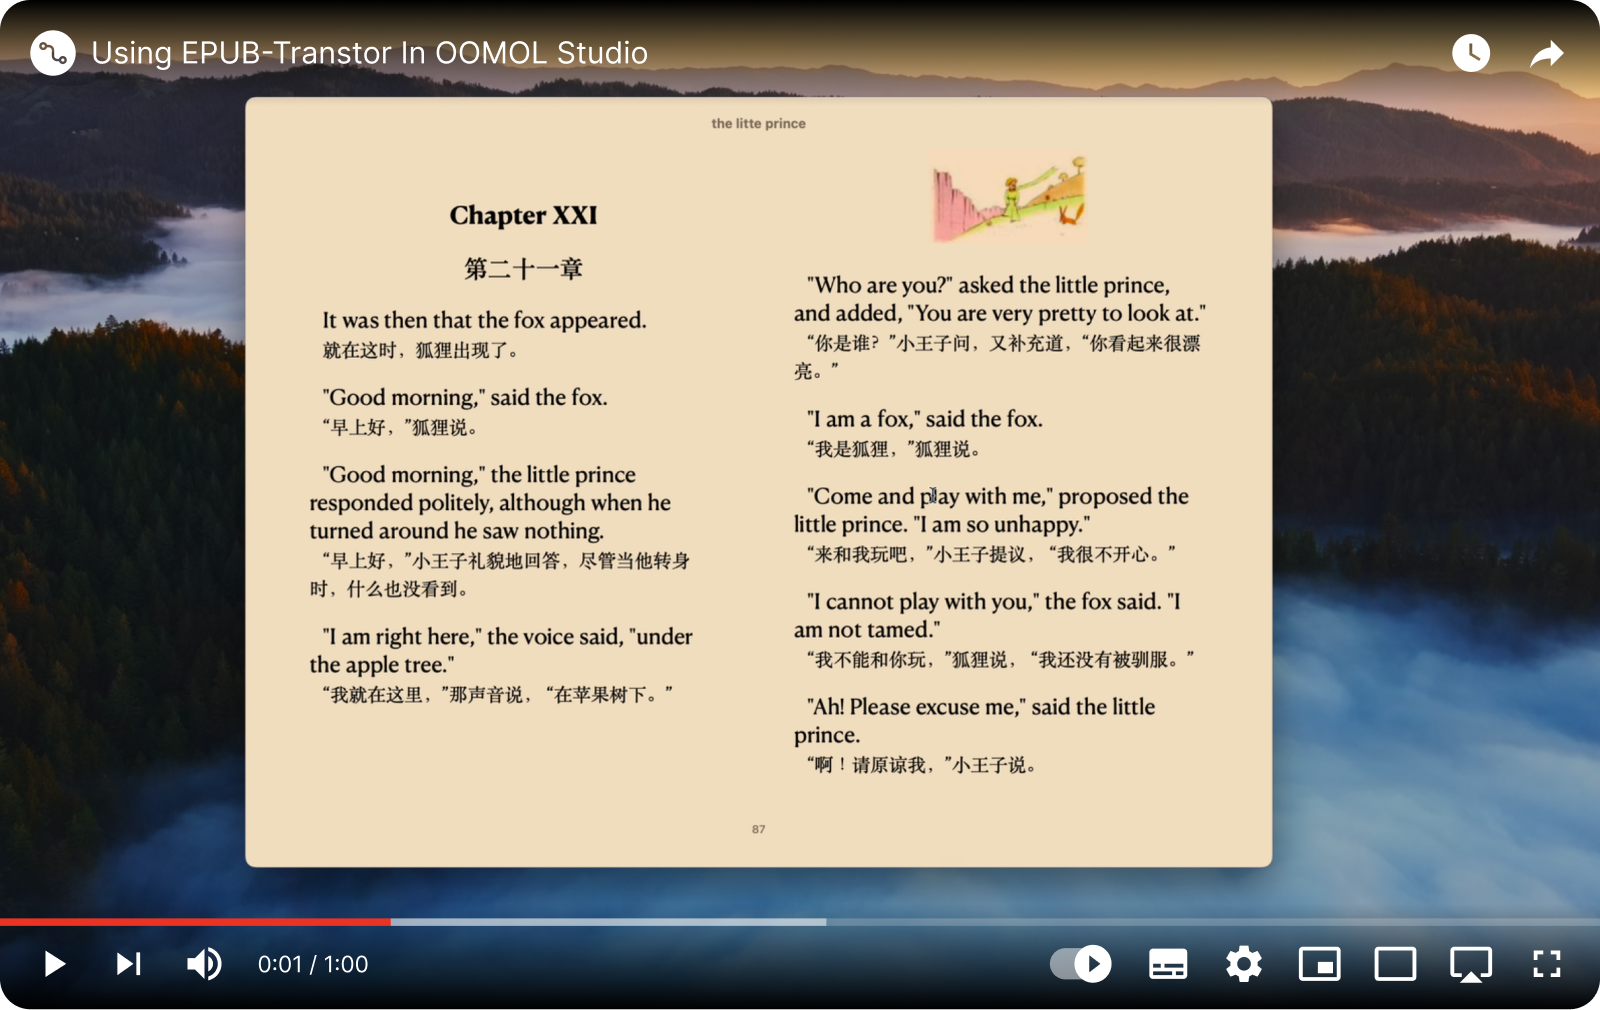 Using EPUB-Transtor In OOMOL Studio
the litte prince
Chapter XXI
第二十一章
It was then that the fox appeared.
就在这时，狐狸出现了。
"Good morning," said the fox.
“早上好，”狐狸说。
"Good morning," the little prince
responded politely, although when he
turned around he saw nothing.
“早上好，”小王子礼貌地回答，尽管当他转身
时，什么也没看到。
"I am right here," the voice said, "under
the apple tree."
“我就在这里，”那声音说，“在苹果树下。”
"Who are you?" asked the little prince,
and added, "You are very pretty to look at."
“你是谁？”小王子问，又补充道，“你看起来很漂
亮。”
"I am a fox," said the fox.
“我是狐狸，”狐狸说。
"Come and play with me," proposed the
little prince. "I am so unhappy."
“来和我玩吧，”小王子提议，“我很不开心。”
"I cannot play with you," the fox said. "I
am not tamed."
“我不能和你玩，”狐狸说，“我还没有被驯服。”
"Ah! Please excuse me," said the little
prince.
“啊！请原谅我，”小王子说。
87
0:01 / 1:00